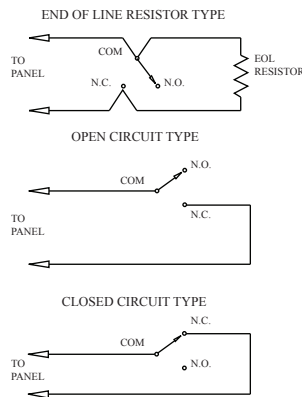 END OF LINE RESISTOR TYPE
COM
TO
PANEL
N.C.
N.O.
EOL
RESISTOR
OPEN CIRCUIT TYPE
N.O.
COM
N.C.
TO
PANEL
CLOSED CIRCUIT TYPE
N.C.
COM
N.O.
TO
PANEL